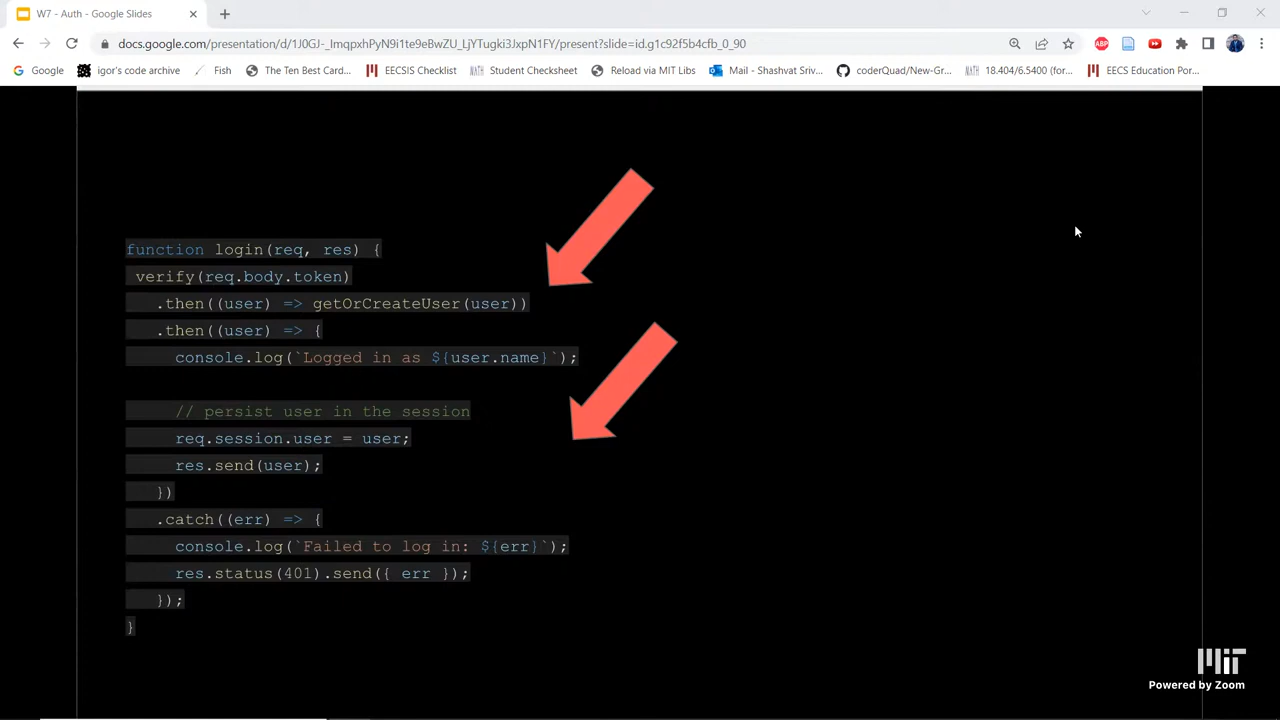 W7 - Auth - Google Slides
docs.google.com/presentation/d/1J0GJ-_ImqpxhPyN9tte9eBwZD_LjYTugki3JxpN1FY/present?slide=id.g1c92f5b4cfb_0_90
Google
igor's code archive
Fish
The Ten Best Card...
EECSIS Checklist
Student Checksheet
Reload via MIT Libs
Mail - Shashvat Sriv...
coderQuad/New-Gr...
18.404/6.5400 (for...
EECS Education Por...
function login(req, res) {
verify(req.body.token)
.then((user) => getOrCreateUser(user))
.then((user) => {
console.log(`Logged in as ${user.name}`);
// persist user in the session
req.session.user = user;
res.send(user);
})
.catch((err) => {
console.log(`Failed to log in: ${err}`);
res.status(401).send({ err });
});
}
MIT
Powered by Zoom